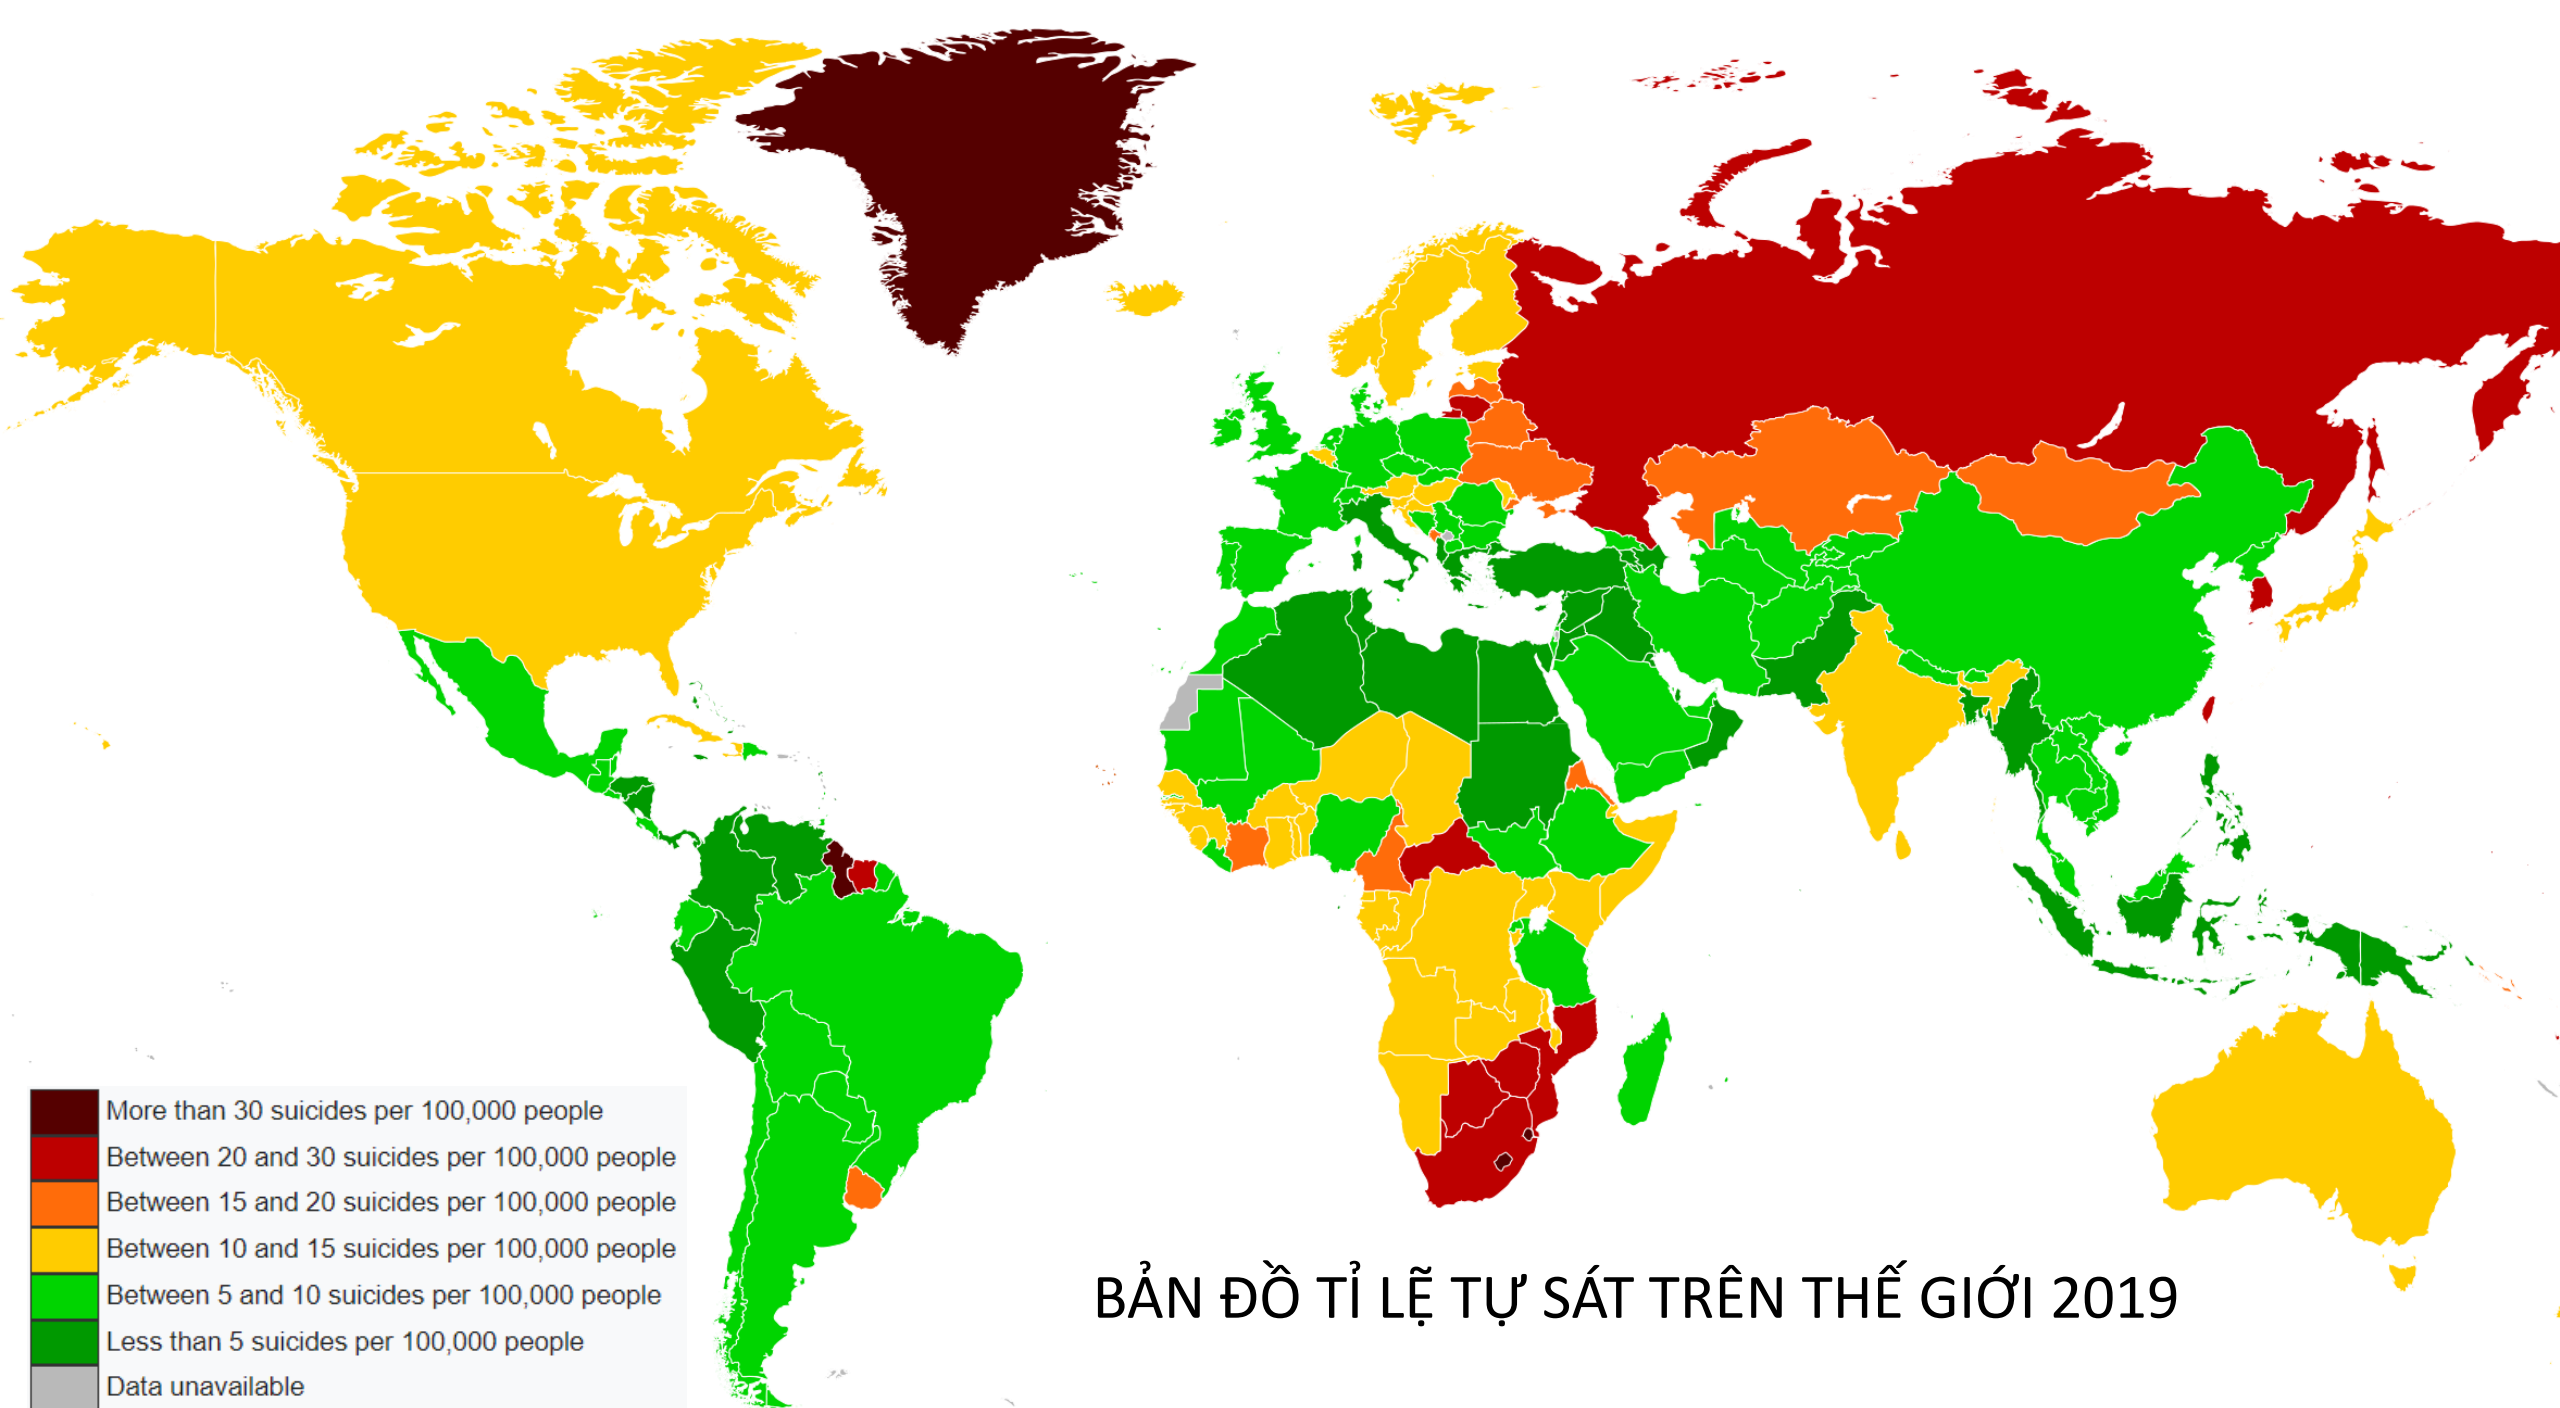 More than 30 suicides per 100,000 people
Between 20 and 30 suicides per 100,000 people
Between 15 and 20 suicides per 100,000 people
Between 10 and 15 suicides per 100,000 people
Between 5 and 10 suicides per 100,000 people
Less than 5 suicides per 100,000 people
Data unavailable
BẢN ĐỒ TỈ LẸ̃ TỰ SÁT TRÊN THẾ GIỚI 2019